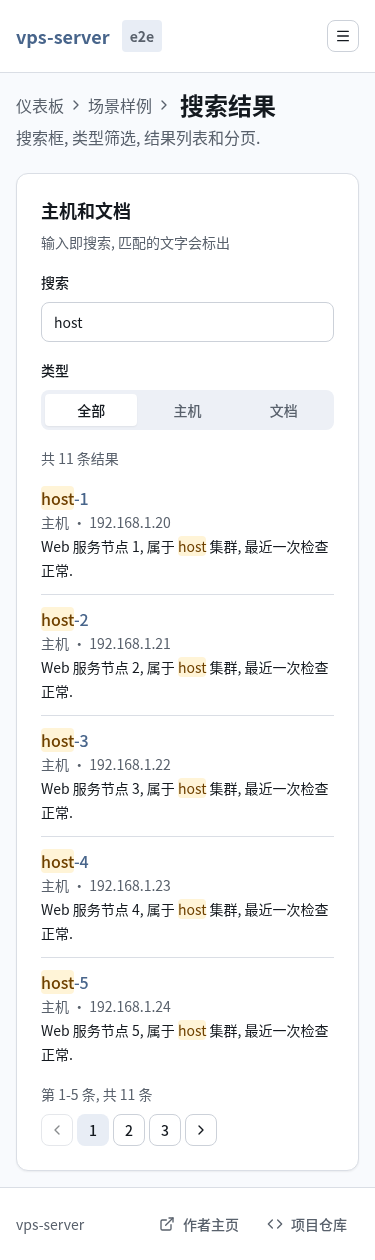 vps-server e2e
仪表板 > 场景样例 > 搜索结果
搜索框, 类型筛选, 结果列表和分页.
主机和文档
输入即搜索, 匹配的文字会标出
搜索
host
类型
全部 主机 文档
共 11 条结果
host-1
主机 · 192.168.1.20
Web 服务节点 1, 属于 host 集群, 最近一次检查
正常.
host-2
主机 · 192.168.1.21
Web 服务节点 2, 属于 host 集群, 最近一次检查
正常.
host-3
主机 · 192.168.1.22
Web 服务节点 3, 属于 host 集群, 最近一次检查
正常.
host-4
主机 · 192.168.1.23
Web 服务节点 4, 属于 host 集群, 最近一次检查
正常.
host-5
主机 · 192.168.1.24
Web 服务节点 5, 属于 host 集群, 最近一次检查
正常.
第 1-5 条, 共 11 条
1 2 3
vps-server 作者主页 项目仓库